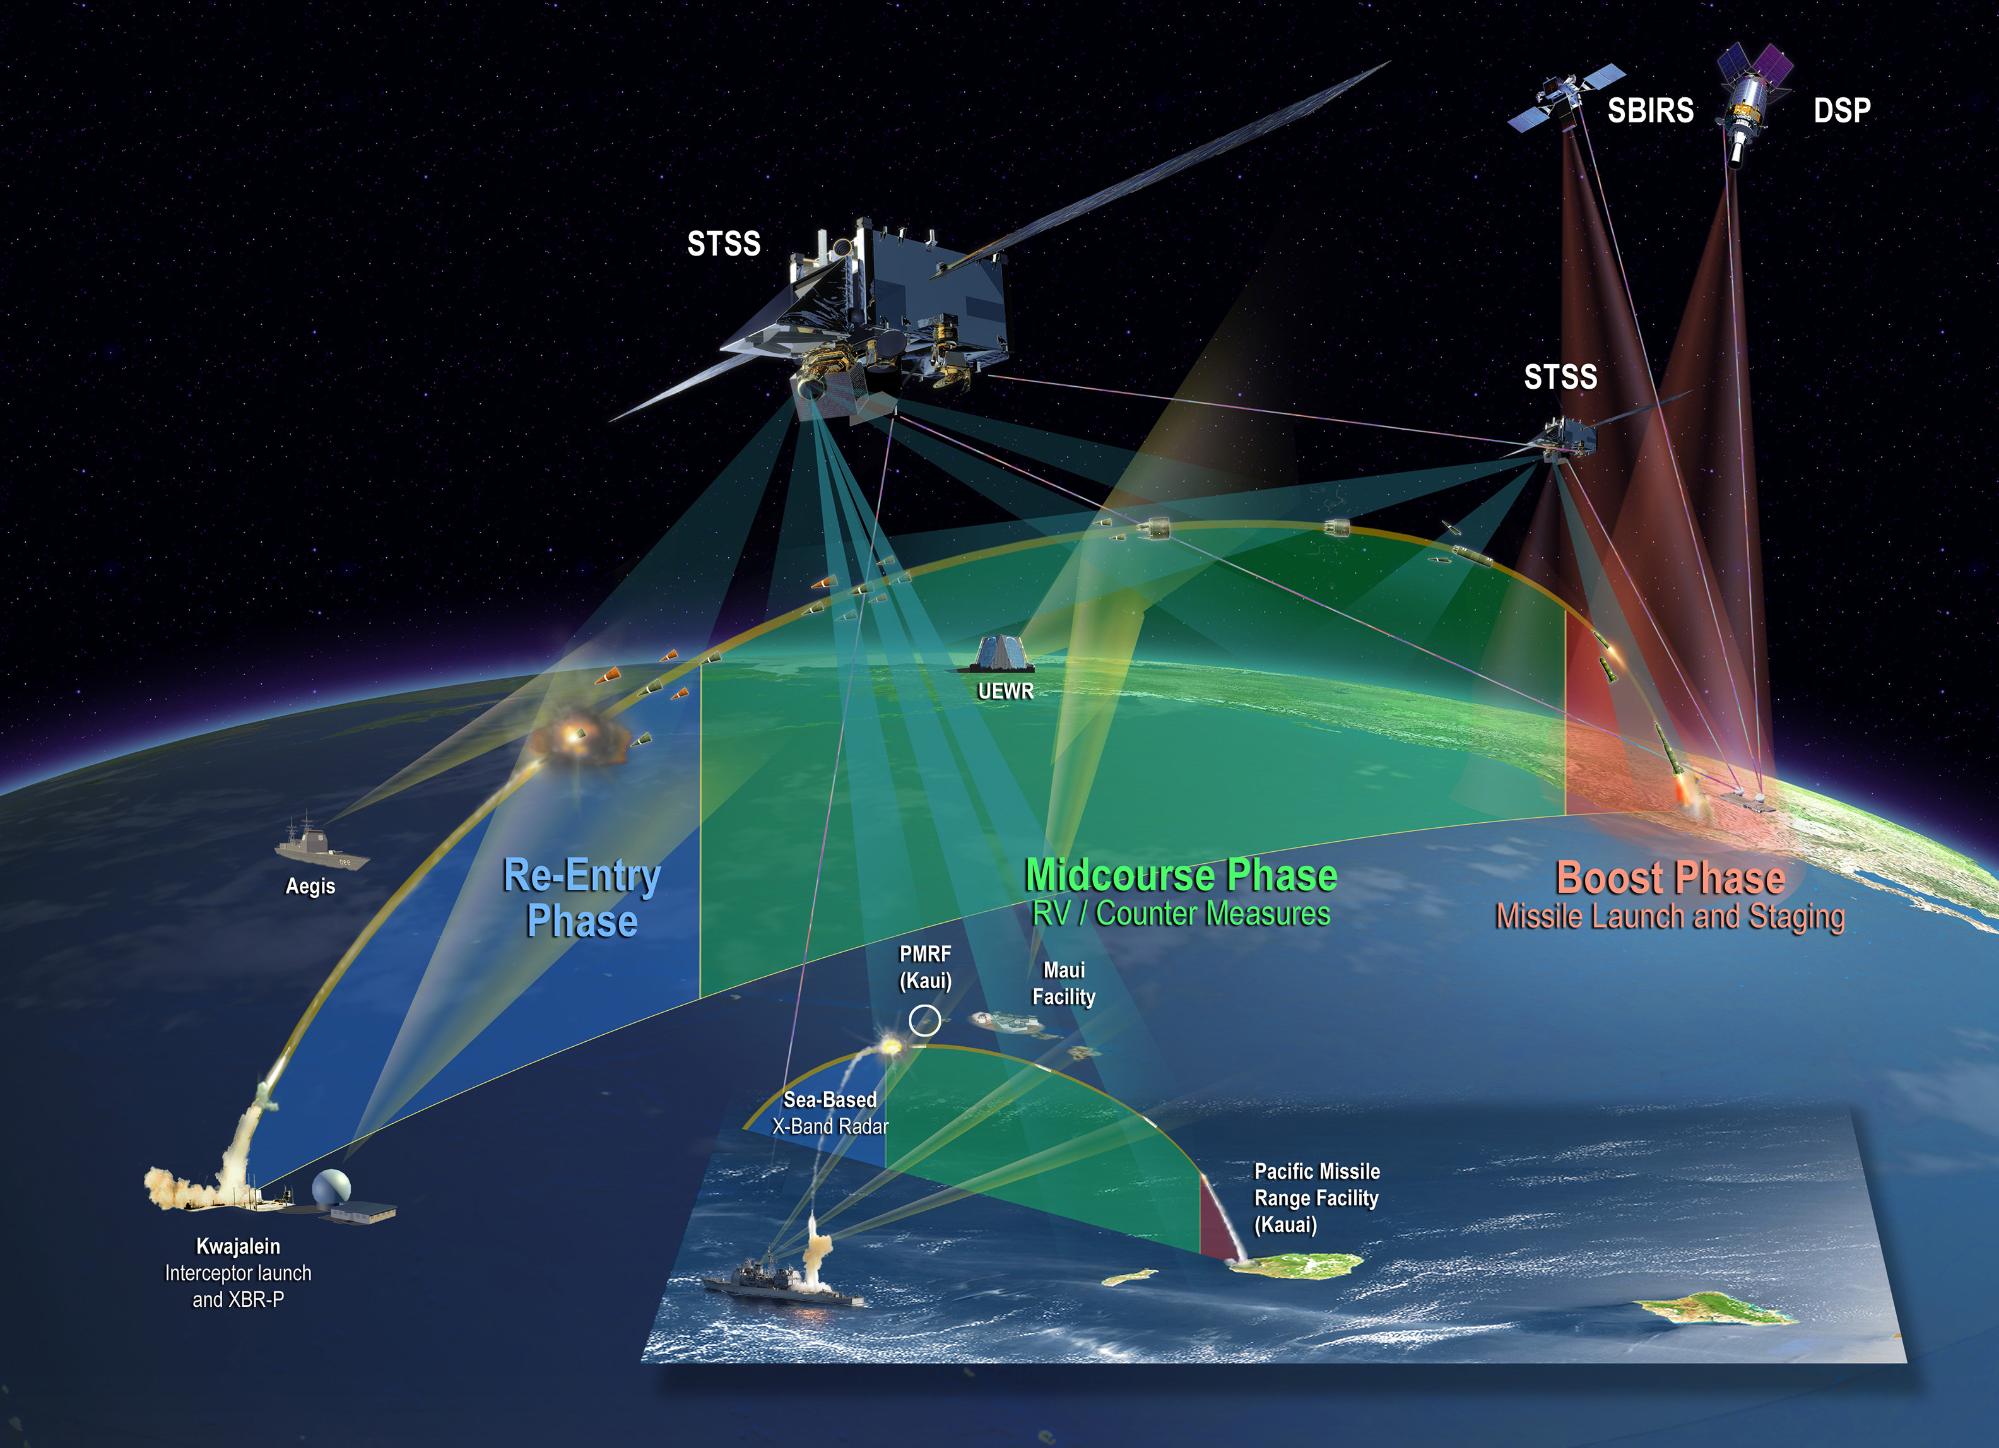 SBIRS
DSP
STSS
STSS
UEWR
Aegis
Re-Entry
Phase
Midcourse Phase
RV / Counter Measures
Boost Phase
Missile Launch and Staging
PMRF
(Kaui)
Maui
Facility
Sea-Based
X-Band Radar
Pacific Missile
Range Facility
(Kauai)
Kwajalein
Interceptor launch
and XBR-P